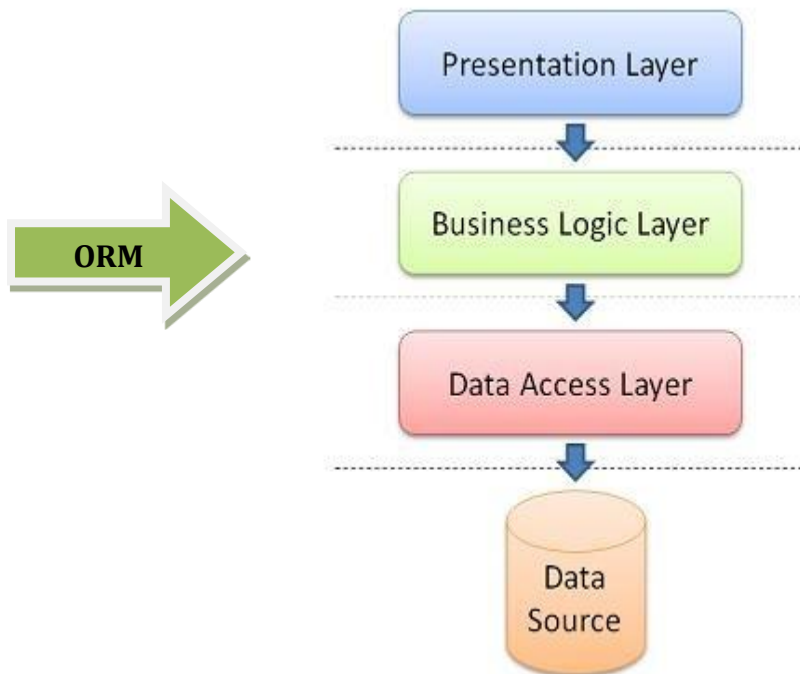 Presentation Layer
Business Logic Layer
ORM
Data Access Layer
Data
Source